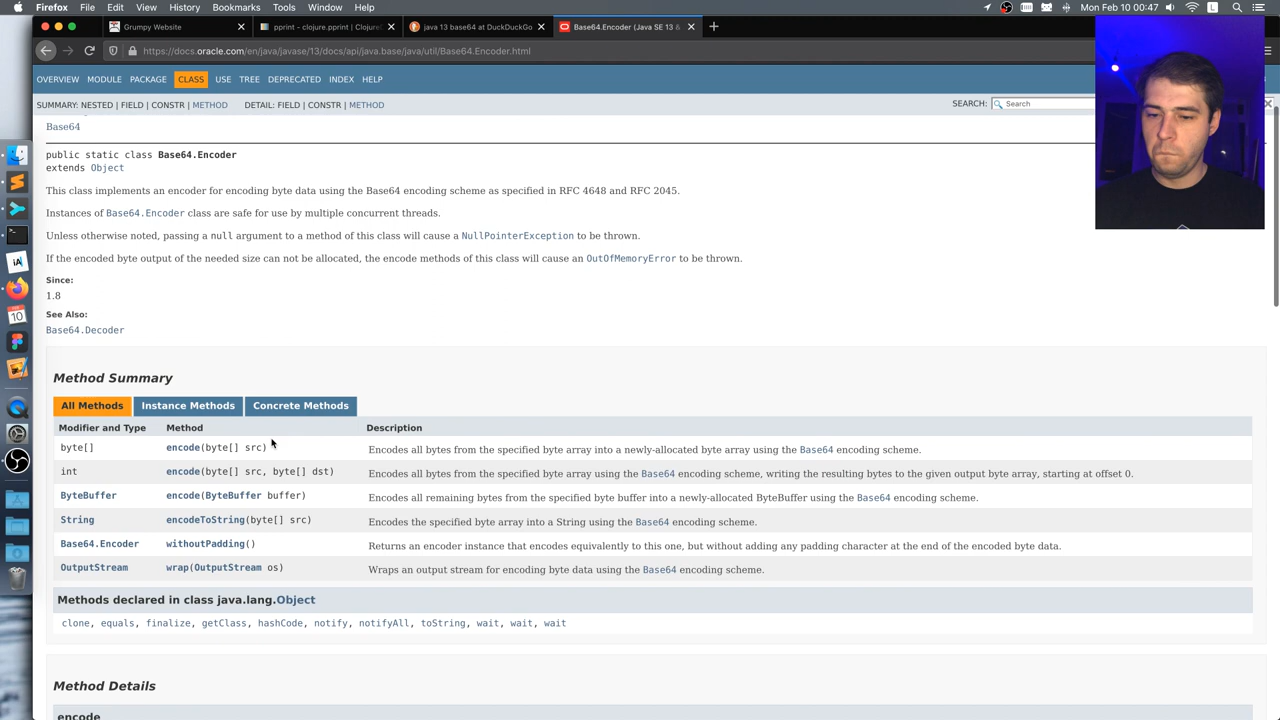 Firefox File Edit View History Bookmarks Tools Window Help
Mon Feb 10 00:47
Grumpy Website
pprint - clojure.pprint | Clojure
java 13 base64 at DuckDuckGo
Base64.Encoder (Java SE 13 &
https://docs.oracle.com/en/java/javase/13/docs/api/java.base/java/util/Base64.Encoder.html
OVERVIEW MODULE PACKAGE CLASS USE TREE DEPRECATED INDEX HELP
SUMMARY: NESTED | FIELD | CONSTR | METHOD DETAIL: FIELD | CONSTR | METHOD
SEARCH: Search
Base64
public static class Base64.Encoder
extends Object
This class implements an encoder for encoding byte data using the Base64 encoding scheme as specified in RFC 4648 and RFC 2045.
Instances of Base64.Encoder class are safe for use by multiple concurrent threads.
Unless otherwise noted, passing a null argument to a method of this class will cause a NullPointerException to be thrown.
If the encoded byte output of the needed size can not be allocated, the encode methods of this class will cause an OutOfMemoryError to be thrown.
Since:
1.8
See Also:
Base64.Decoder
Method Summary
All Methods Instance Methods Concrete Methods
Modifier and Type Method Description
byte[] encode(byte[] src) Encodes all bytes from the specified byte array into a newly-allocated byte array using the Base64 encoding scheme.
int encode(byte[] src, byte[] dst) Encodes all bytes from the specified byte array using the Base64 encoding scheme, writing the resulting bytes to the given output byte array, starting at offset 0.
ByteBuffer encode(ByteBuffer buffer) Encodes all remaining bytes from the specified byte buffer into a newly-allocated ByteBuffer using the Base64 encoding scheme.
String encodeToString(byte[] src) Encodes the specified byte array into a String using the Base64 encoding scheme.
Base64.Encoder withoutPadding() Returns an encoder instance that encodes equivalently to this one, but without adding any padding character at the end of the encoded byte data.
OutputStream wrap(OutputStream os) Wraps an output stream for encoding byte data using the Base64 encoding scheme.
Methods declared in class java.lang.Object
clone, equals, finalize, getClass, hashCode, notify, notifyAll, toString, wait, wait, wait
Method Details
encode
iA
10